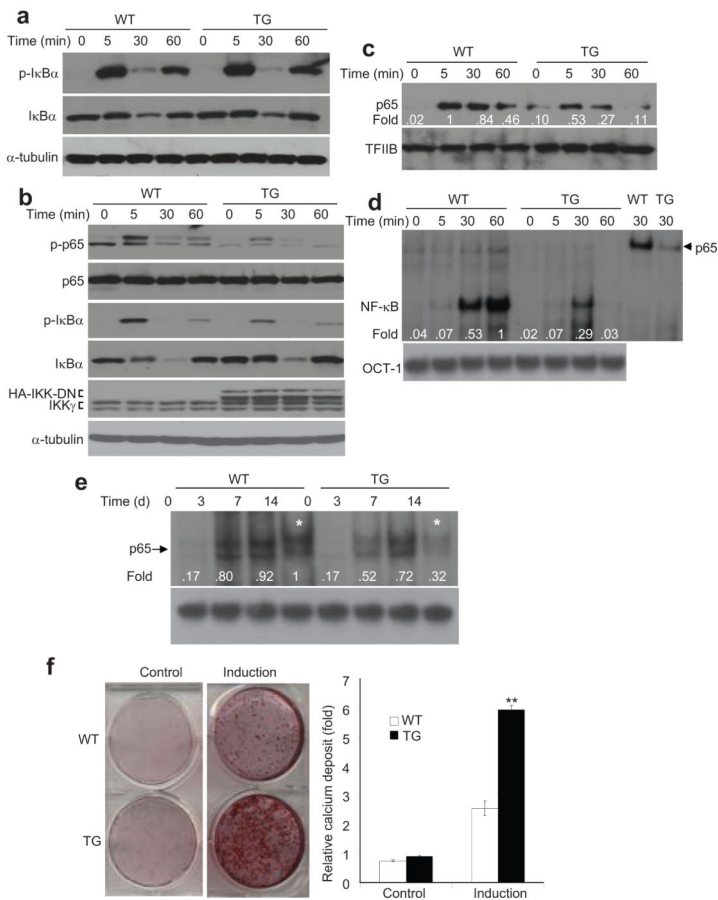 a
WT TG
Time (min) 0 5 30 60 0 5 30 60
p-IκBα
IκBα
α-tubulin
b
WT TG
Time (min) 0 5 30 60 0 5 30 60
p-p65
p65
p-IκBα
IκBα
HA-IKK-DN
IKKγ
α-tubulin
c
WT TG
Time (min) 0 5 30 60 0 5 30 60
p65
Fold .02 1 .84 .46 .10 .53 .27 .11
TFIIB
d
WT TG WT TG
Time (min) 0 5 30 60 0 5 30 60 30 30
p65
NF-κB
Fold .04 .07 .53 1 .02 .07 .29 .03
OCT-1
e
WT TG
Time (d) 0 3 7 14 0 3 7 14
* *
p65
Fold .17 .80 .92 1 .17 .52 .72 .32
f
Control Induction
WT
TG
Relative calcium deposit (fold)
7
6
5
4
3
2
1
0
WT
TG
**
Control Induction